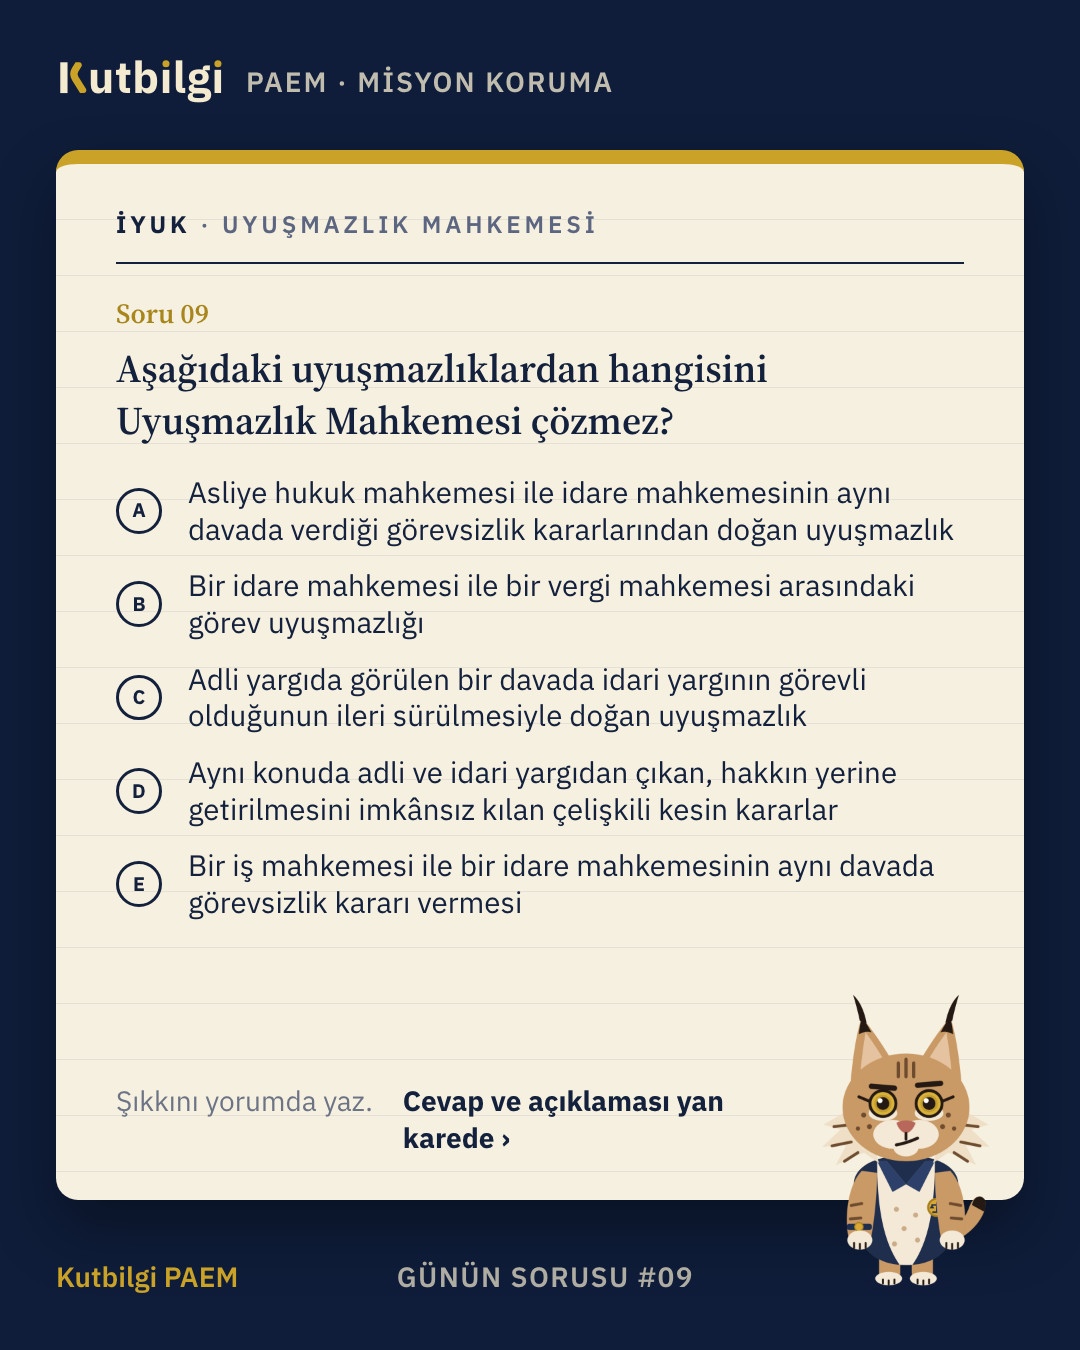 Kutbilgi PAEM · MİSYON KORUMA
İYUK · UYUŞMAZLIK MAHKEMESİ
Soru 09
Aşağıdaki uyuşmazlıklardan hangisini
Uyuşmazlık Mahkemesi çözmez?
A Asliye hukuk mahkemesi ile idare mahkemesinin aynı
davada verdiği görevsizlik kararlarından doğan uyuşmazlık
B Bir idare mahkemesi ile bir vergi mahkemesi arasındaki
görev uyuşmazlığı
C Adli yargıda görülen bir davada idari yargının görevli
olduğunun ileri sürülmesiyle doğan uyuşmazlık
D Aynı konuda adli ve idari yargıdan çıkan, hakkın yerine
getirilmesini imkânsız kılan çelişkili kesin kararlar
E Bir iş mahkemesi ile bir idare mahkemesinin aynı davada
görevsizlik kararı vermesi
Şıkkını yorumda yaz. Cevap ve açıklaması yan
karede ›
Kutbilgi PAEM GÜNÜN SORUSU #09